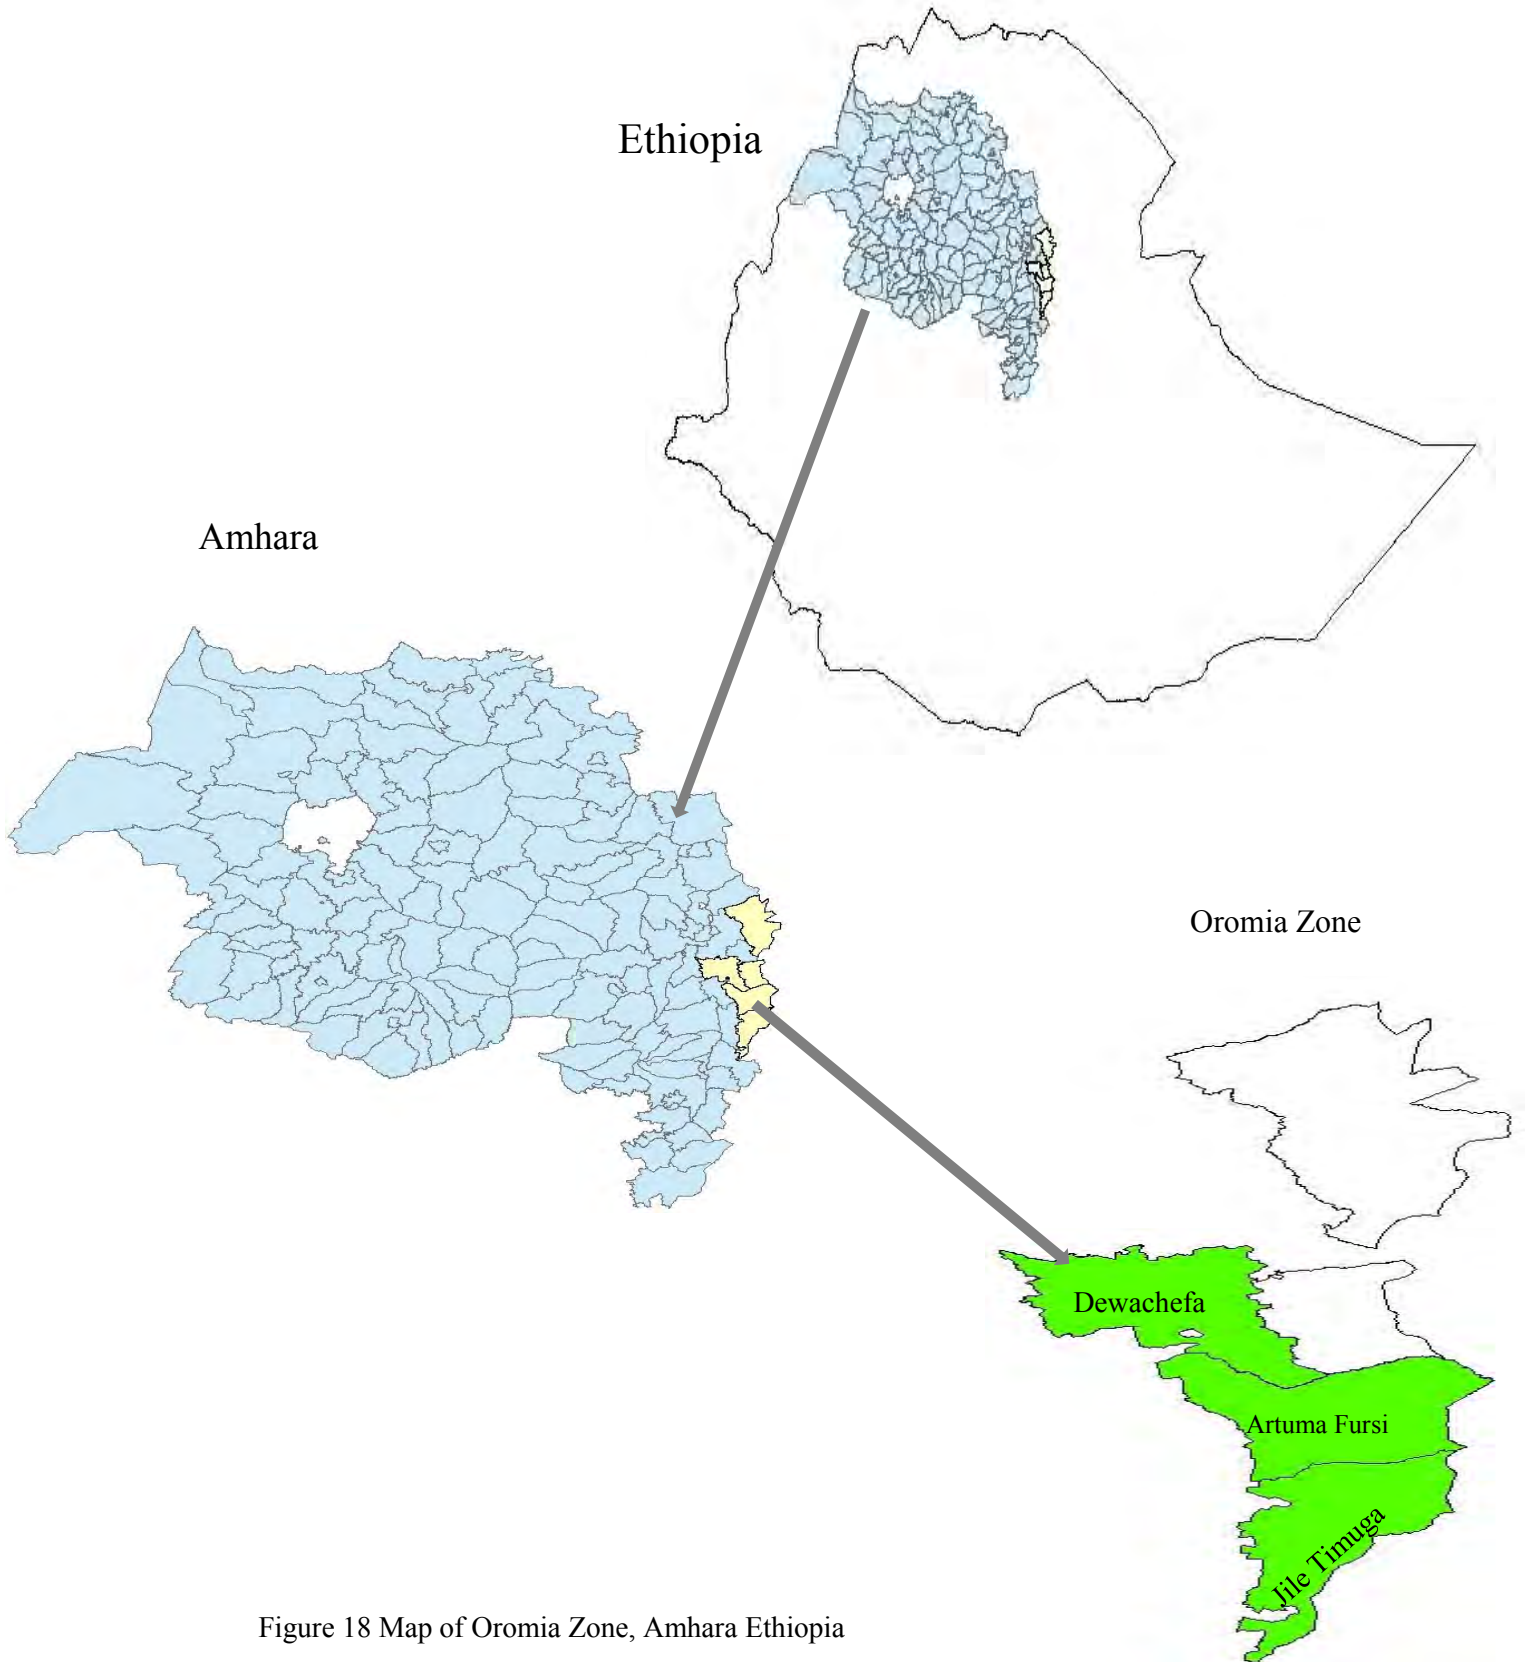 Ethiopia
Amhara
Oromia Zone
Dewachefa
Artuma Fursi
Jile Timuga
Figure 18 Map of Oromia Zone, Amhara Ethiopia